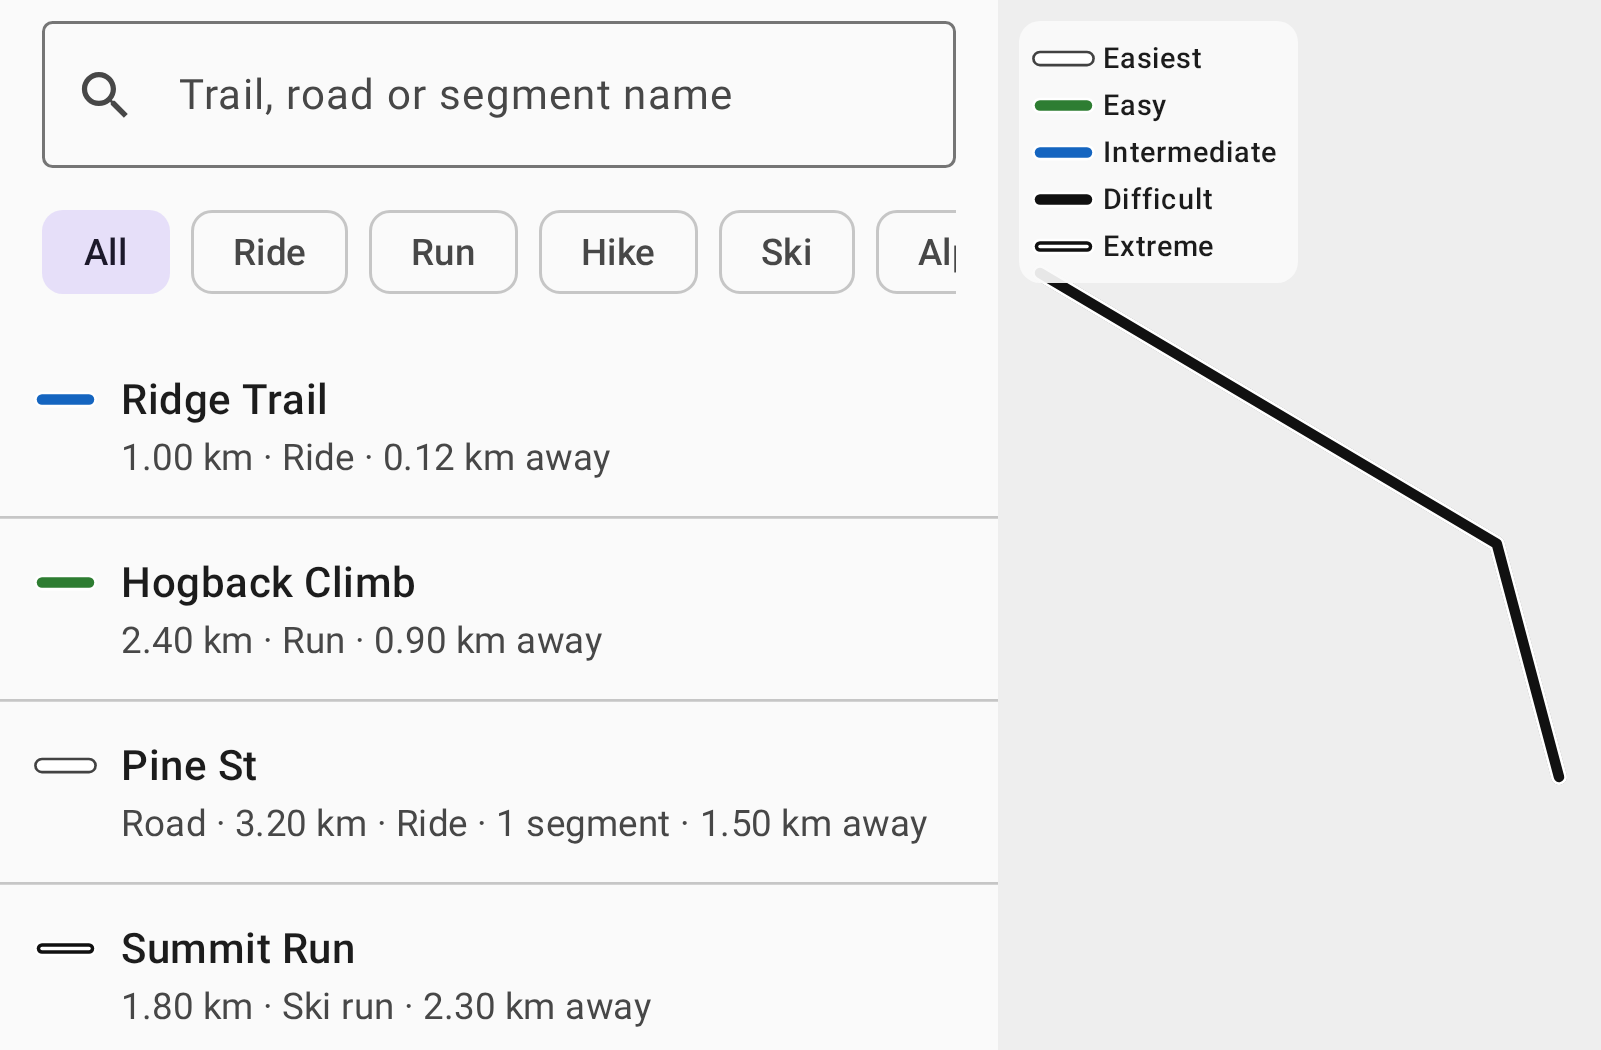 Trail, road or segment name
All Ride Run Hike Ski
Ridge Trail
1.00 km · Ride · 0.12 km away
Hogback Climb
2.40 km · Run · 0.90 km away
Pine St
Road · 3.20 km · Ride · 1 segment · 1.50 km away
Summit Run
1.80 km · Ski run · 2.30 km away
Easiest
Easy
Intermediate
Difficult
Extreme